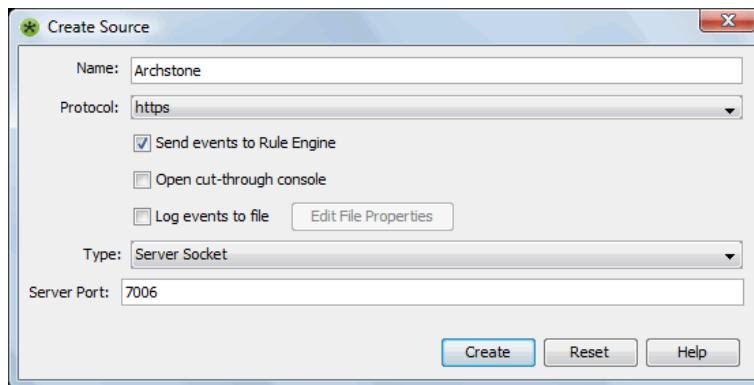 Create Source
Name: Archstone
Protocol: https
Send events to Rule Engine
Open cut-through console
Log events to file Edit File Properties
Type: Server Socket
Server Port: 7006
Create Reset Help